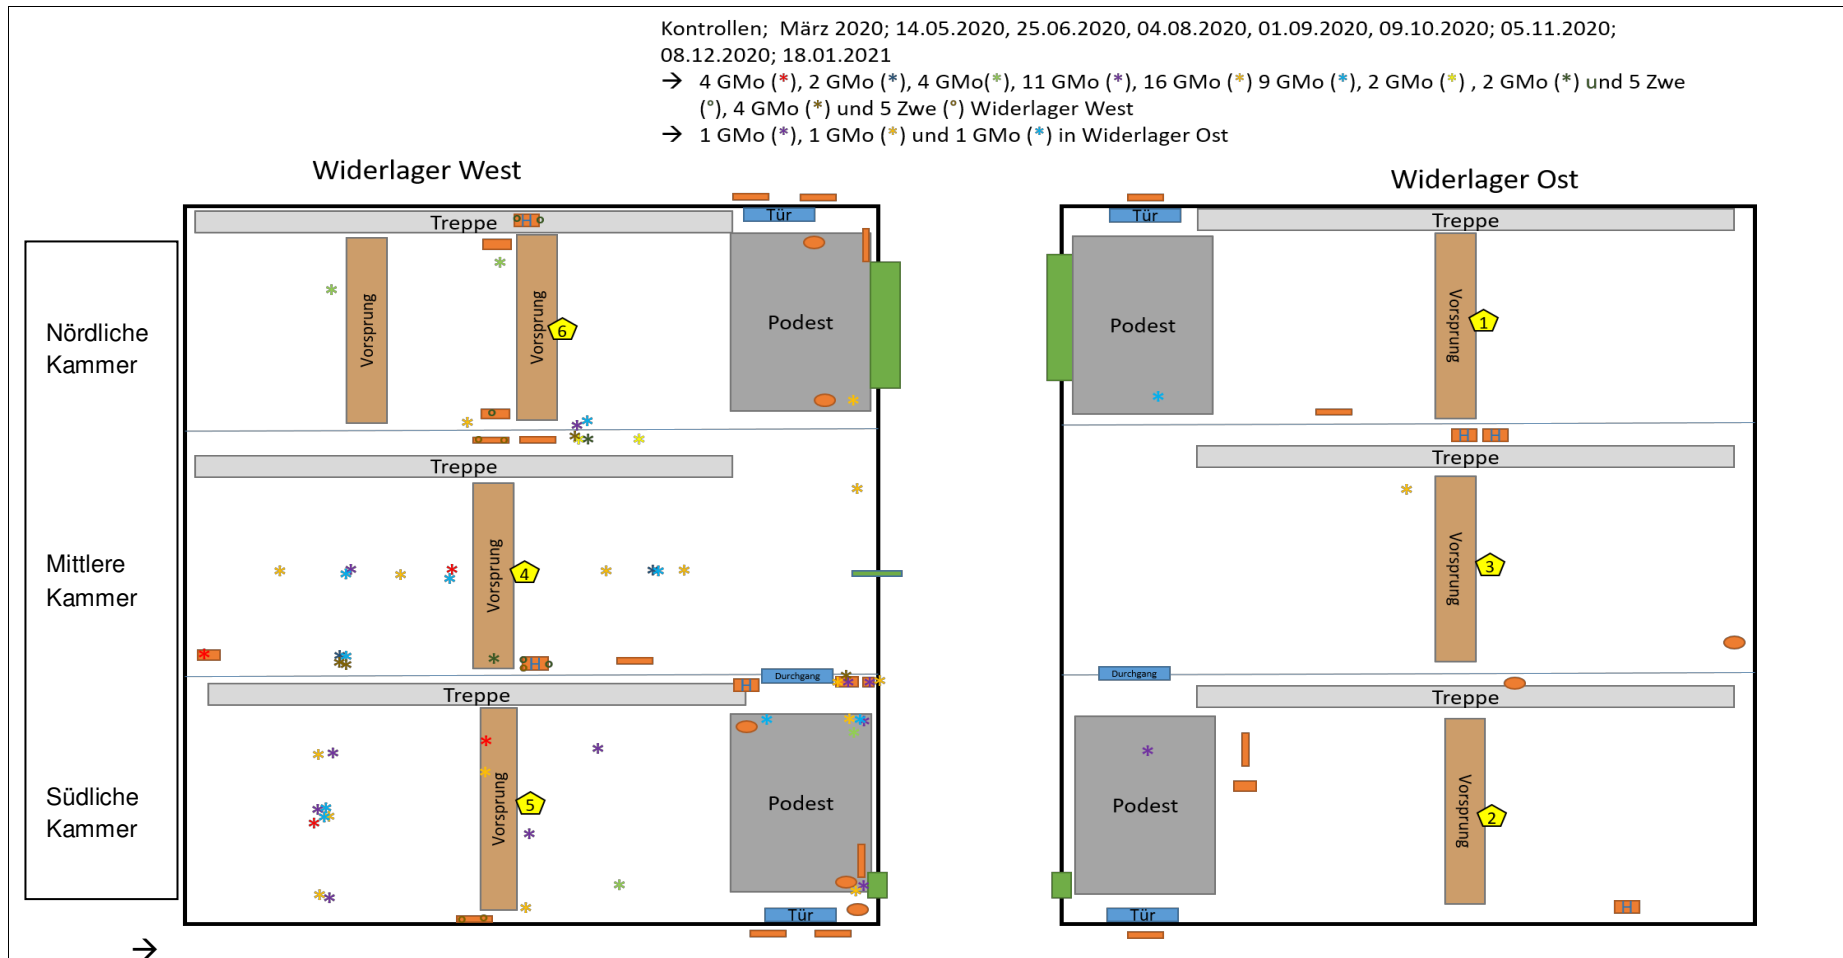 Kontrollen; März 2020; 14.05.2020, 25.06.2020, 04.08.2020, 01.09.2020, 09.10.2020; 05.11.2020;
08.12.2020; 18.01.2021
→ 4 GMo (*), 2 GMo (*), 4 GMo(*), 11 GMo (*), 16 GMo (*) 9 GMo (*), 2 GMo (*) , 2 GMo (*) und 5 Zwe
(°), 4 GMo (*) und 5 Zwe (°) Widerlager West
→ 1 GMo (*), 1 GMo (*) und 1 GMo (*) in Widerlager Ost
Widerlager West
Widerlager Ost
Nördliche
Kammer
Mittlere
Kammer
Südliche
Kammer
Treppe
H
Tür
Vorsprung
Vorsprung
6
Podest
Treppe
Vorsprung
4
H
Durchgang
H
Treppe
Vorsprung
5
Podest
Tür
→
Tür
Treppe
Podest
Vorsprung
1
H
H
Treppe
Vorsprung
3
Durchgang
Treppe
Podest
Vorsprung
2
H
Tür